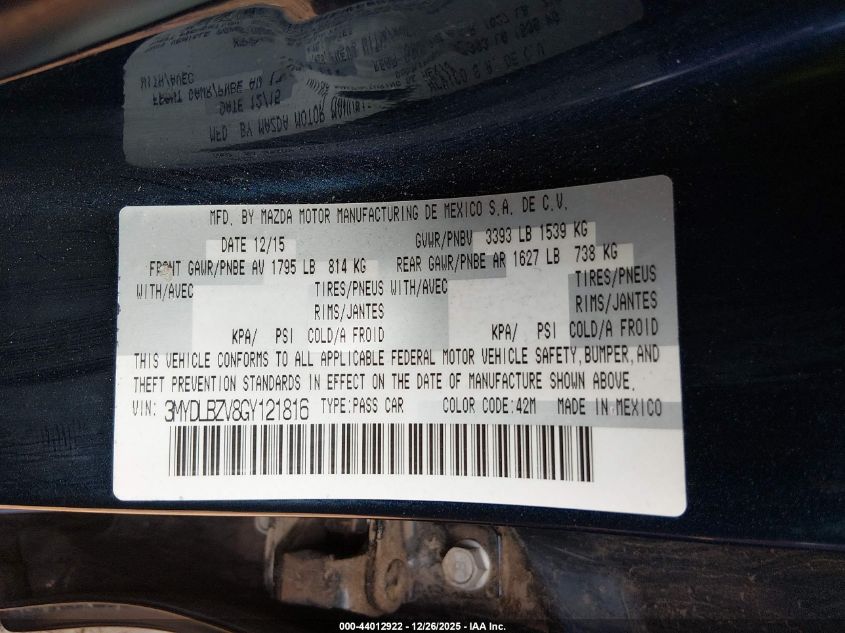 MFD. BY MAZDA MOTOR MANUFACTURING DE MEXICO S.A. DE C.V.
DATE 12/15 GVWR/PNBV 3393 LB 1539 KG
FRONT GAWR/PNBE AV 1795 LB 814 KG REAR GAWR/PNBE AR 1627 LB 738 KG
WITH/AVEC TIRES/PNEUS WITH/AVEC TIRES/PNEUS
RIMS/JANTES RIMS/JANTES
KPA/ PSI COLD/A FROID KPA/ PSI COLD/A FROID
THIS VEHICLE CONFORMS TO ALL APPLICABLE FEDERAL MOTOR VEHICLE SAFETY,BUMPER,AND
THEFT PREVENTION STANDARDS IN EFFECT ON THE DATE OF MANUFACTURE SHOWN ABOVE.
VIN: 3MYDLBZV8GY121816 TYPE:PASS CAR COLOR CODE:42M MADE IN MEXICO
000-44012922 - 12/26/2025 - IAA Inc.